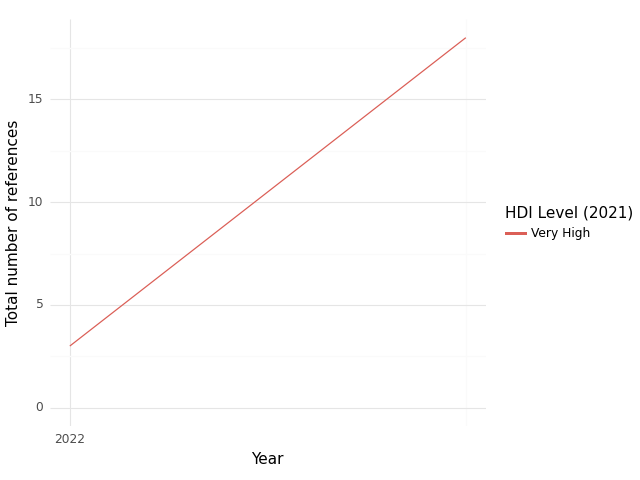 Total number of references
15
10
5
0
2022
Year
HDI Level (2021)
Very High